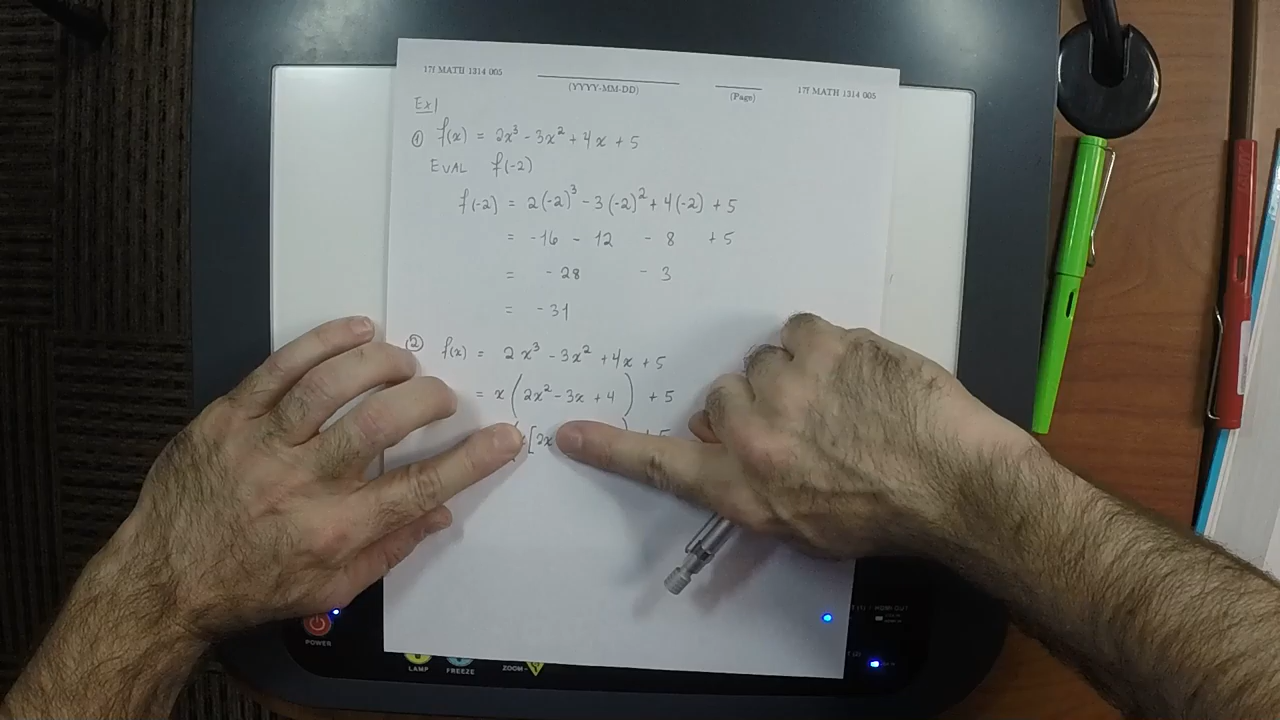 17f MATH 1314 005
(YYYY-MM-DD)
(Page)
17f MATH 1314 005
Ex1
① f(x) = 2x³ - 3x² + 4x + 5
EVAL f(-2)
f(-2) = 2(-2)³ - 3(-2)² + 4(-2) + 5
= -16 - 12 - 8 + 5
= -28 - 3
= -31
② f(x) = 2x³ - 3x² + 4x + 5
= x(2x² - 3x + 4) + 5
[2x
) + 5
POWER
LAMP
FREEZE
ZOOM